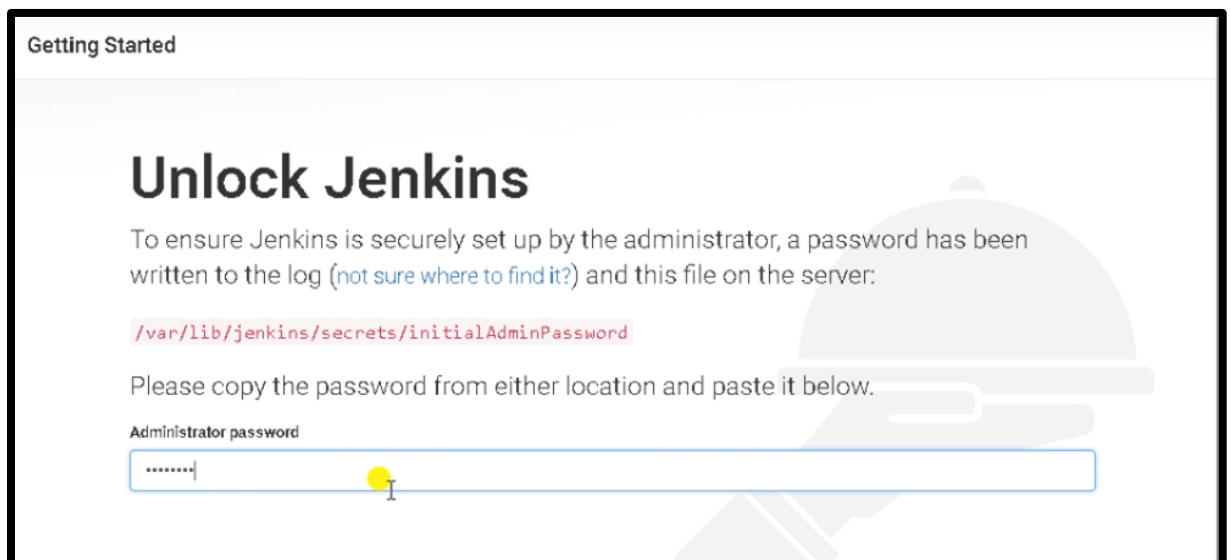 Getting Started
Unlock Jenkins
To ensure Jenkins is securely set up by the administrator, a password has been
written to the log (not sure where to find it?) and this file on the server:
/var/lib/jenkins/secrets/initialAdminPassword
Please copy the password from either location and paste it below.
Administrator password
••••••••